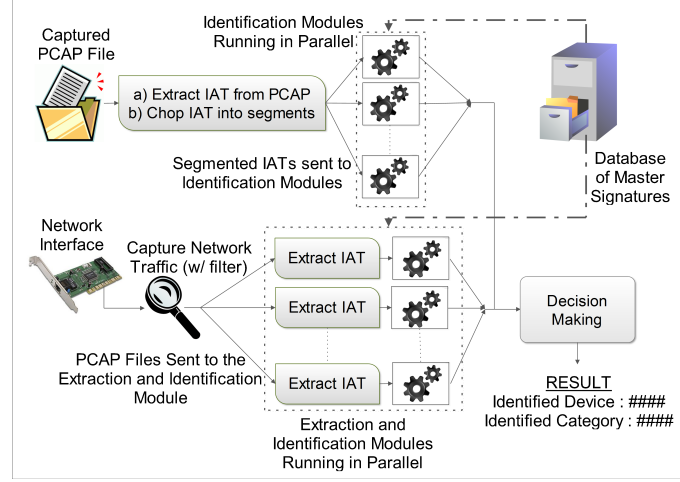 Captured
PCAP File
Identification Modules
Running in Parallel
a) Extract IAT from PCAP
b) Chop IAT into segments
Segmented IATs sent to
Identification Modules
Database
of Master
Signatures
Network
Interface
Capture Network
Traffic (w/ filter)
Extract IAT
Extract IAT
Extract IAT
PCAP Files Sent to the
Extraction and Identification
Module
Decision
Making
RESULT
Identified Device : ####
Identified Category : ####
Extraction and
Identification Modules
Running in Parallel